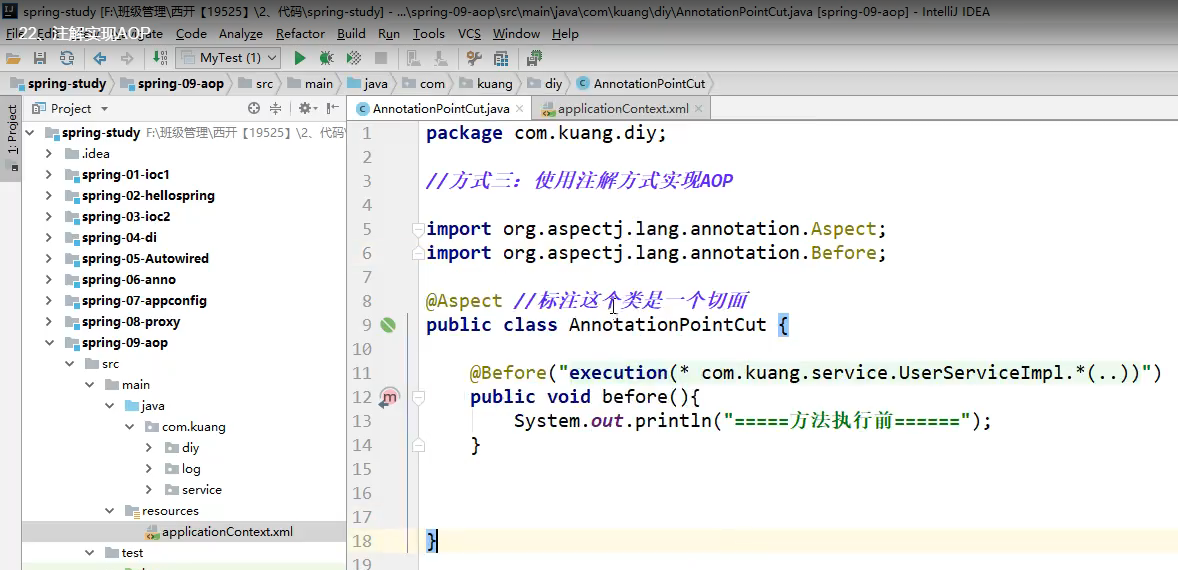 spring-study [F:\班级管理\西开【19525】\2、代码\spring-study] - ...\spring-09-aop\src\main\java\com\kuang\diy\AnnotationPointCut.java [spring-09-aop] - IntelliJ IDEA
22、注解实现AOP
Code Analyze Refactor Build Run Tools VCS Window Help
MyTest (1)
spring-study spring-09-aop src main java com kuang diy AnnotationPointCut
1: Project
Project
AnnotationPointCut.java applicationContext.xml
spring-study F:\班级管理\西开【19525】\2、代码
.idea
spring-01-ioc1
spring-02-hellospring
spring-03-ioc2
spring-04-di
spring-05-Autowired
spring-06-anno
spring-07-appconfig
spring-08-proxy
spring-09-aop
src
main
java
com.kuang
diy
log
service
resources
applicationContext.xml
test
1 package com.kuang.diy;
2
3 //方式三：使用注解方式实现AOP
4
5 import org.aspectj.lang.annotation.Aspect;
6 import org.aspectj.lang.annotation.Before;
7
8 @Aspect //标注这个类是一个切面
9 public class AnnotationPointCut {
10
11 @Before("execution(* com.kuang.service.UserServiceImpl.*(..))")
12 public void before(){
13 System.out.println("=====方法执行前======");
14 }
15
16
17
18 }
19